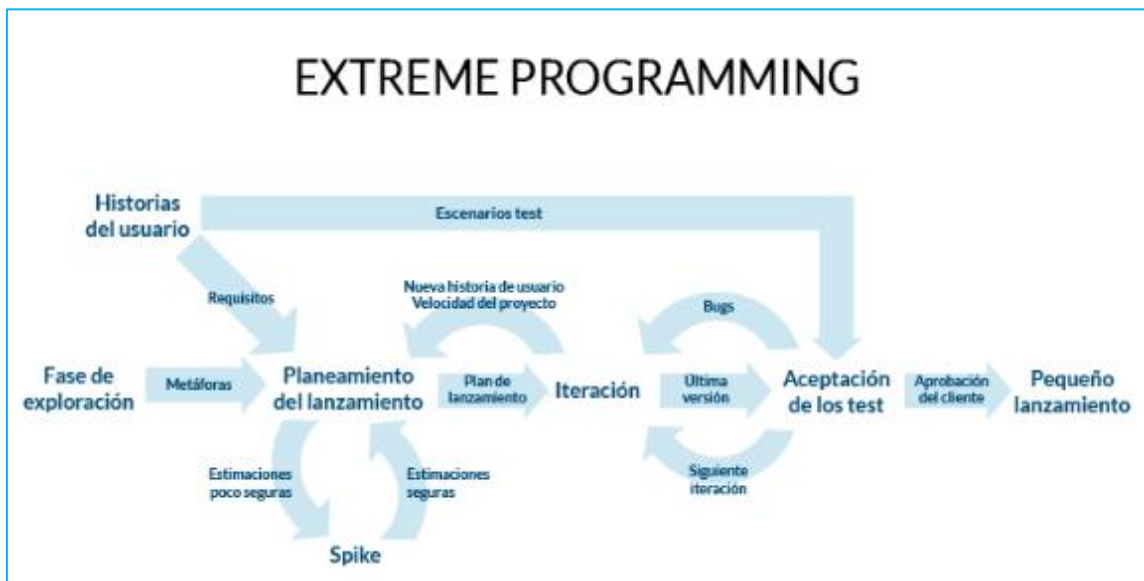 EXTREME PROGRAMMING
Historias
del usuario
Escenarios test
Requisitos
Nueva historia de usuario
Velocidad del proyecto
Bugs
Fase de
exploración
Metáforas
Planeamiento
del lanzamiento
Plan de
lanzamiento
Iteración
Última
versión
Aceptación
de los test
Aprobación
del cliente
Pequeño
lanzamiento
Estimaciones
poco seguras
Estimaciones
seguras
Siguiente
iteración
Spike